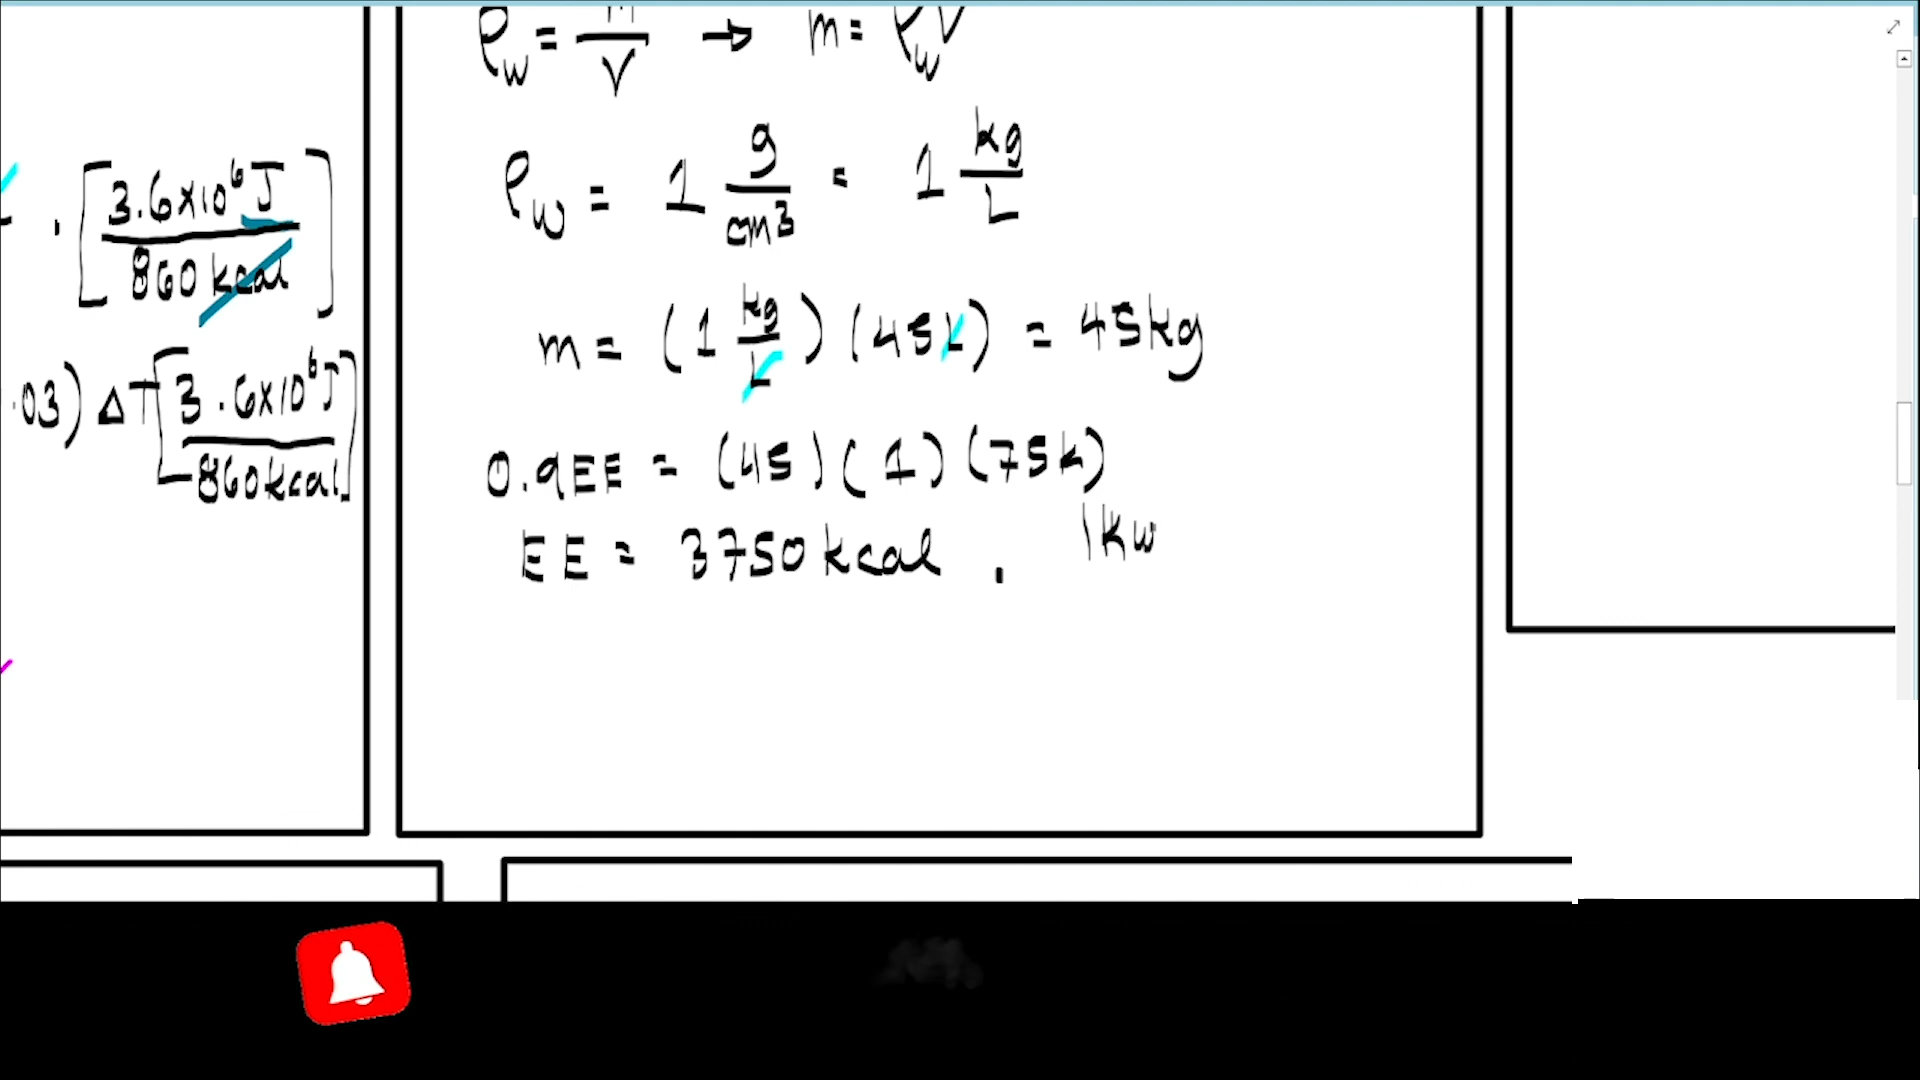 · [3.6x10⁶J / 860 kcal]
.03) ΔT [3.6x10⁶J / 860kcal]
ρw = m / V → m = ρw V
ρw = 1 g / cm³ = 1 kg / L
m = (1 kg / L) (45L) = 45kg
0.9EE = (45) (1) (75k)
EE = 3750 kcal . 1kw